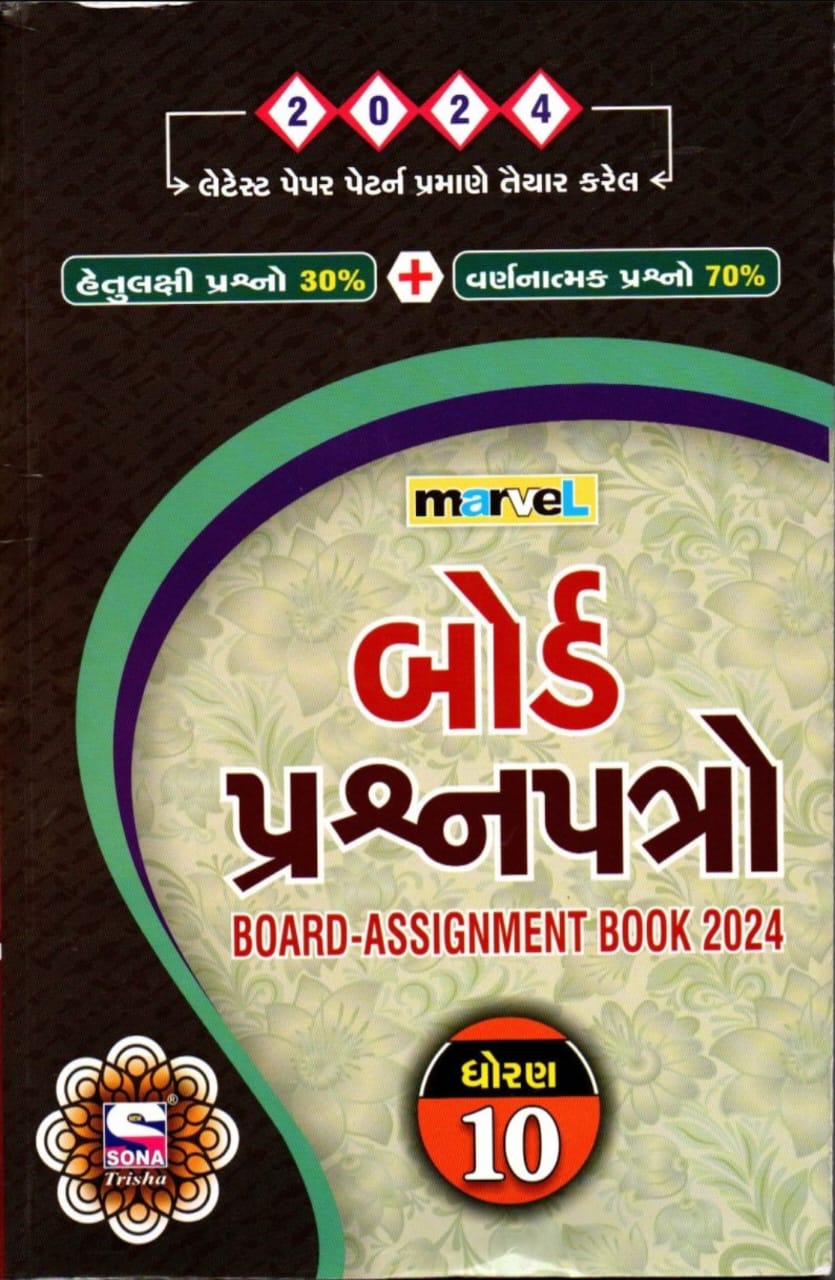 2024
લેટેસ્ટ પેપર પેટર્ન પ્રમાણે તૈયાર કરેલ
હેતુલક્ષી પ્રશ્નો 30% + વર્ણનાત્મક પ્રશ્નો 70%
marveL
બોર્ડ
પ્રશ્નપત્રો
BOARD-ASSIGNMENT BOOK 2024
ધોરણ
10
NEW
S
SONA
Trisha
®